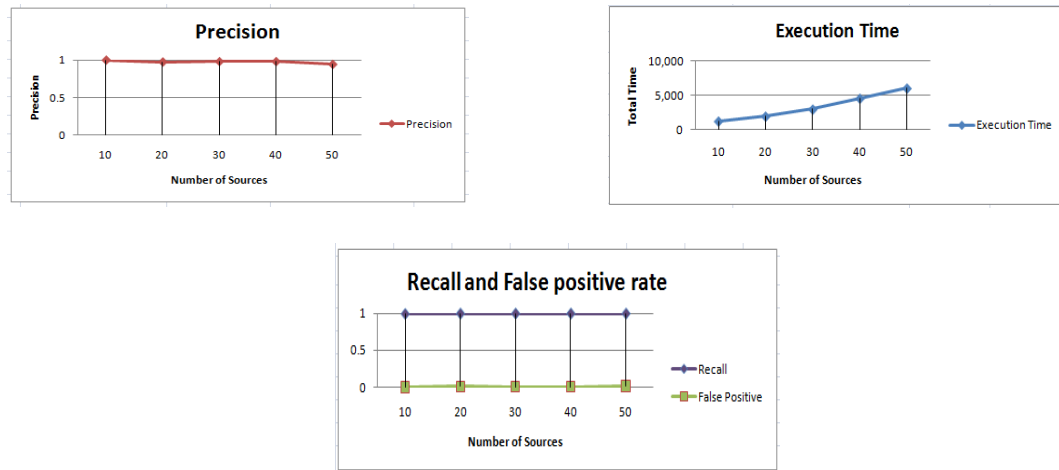 Precision
Precision
1
0.5
0
10 20 30 40 50
Number of Sources
Precision
Execution Time
Total Time
10,000
5,000
0
10 20 30 40 50
Number of Sources
Execution Time
Recall and False positive rate
1
0.5
0
10 20 30 40 50
Number of Sources
Recall
False Positive